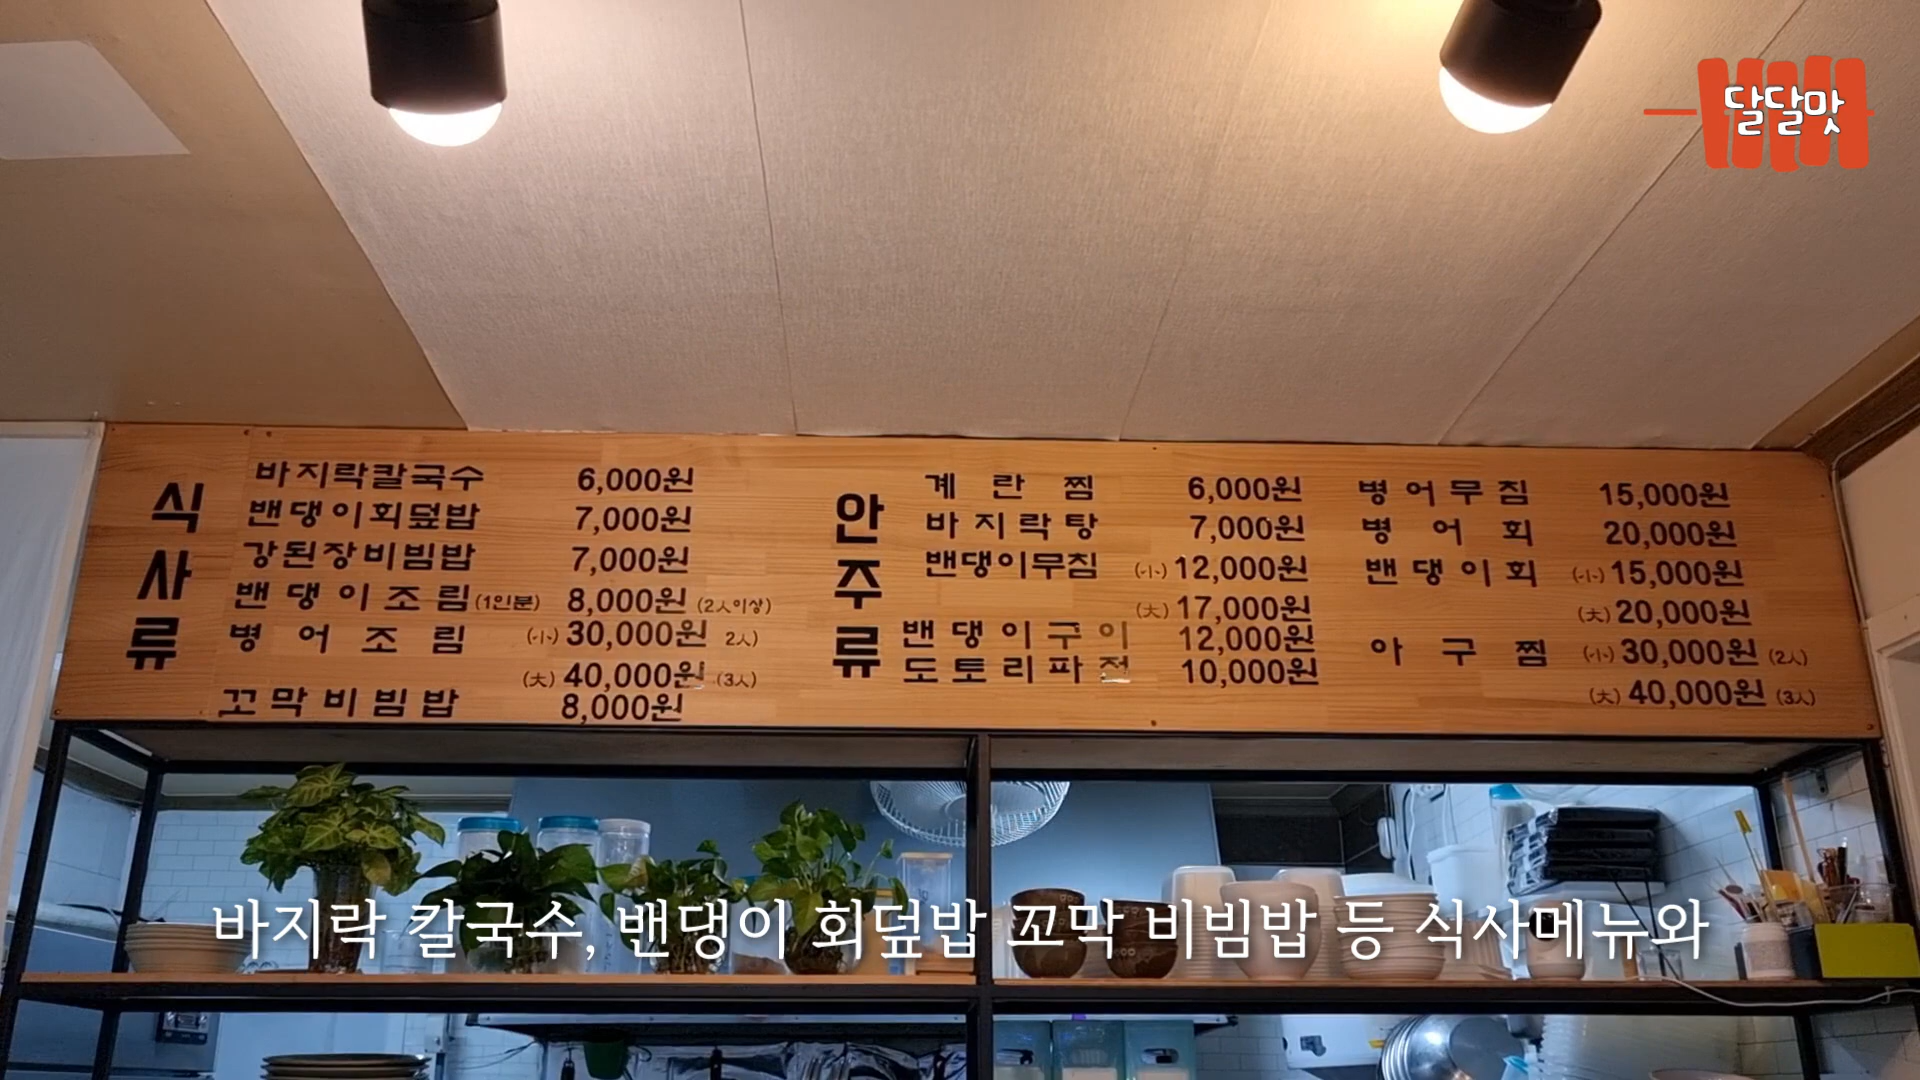 달달맛
식사류
바지락칼국수 6,000원
밴댕이회덮밥 7,000원
강된장비빔밥 7,000원
밴댕이조림(1인분) 8,000원 (2人이상)
병어조림 (小) 30,000원 2人)
(大) 40,000원 (3人)
꼬막비빔밥 8,000원
안주류
계란찜 6,000원
바지락탕 7,000원
밴댕이무침 (小) 12,000원
(大) 17,000원
밴댕이구이 12,000원
도토리파전 10,000원
병어무침 15,000원
병어회 20,000원
밴댕이회 (小) 15,000원
(大) 20,000원
아구찜 (小) 30,000원 (2人)
(大) 40,000원 (3人)
바지락 칼국수, 밴댕이 회덮밥 꼬막 비빔밥 등 식사메뉴와